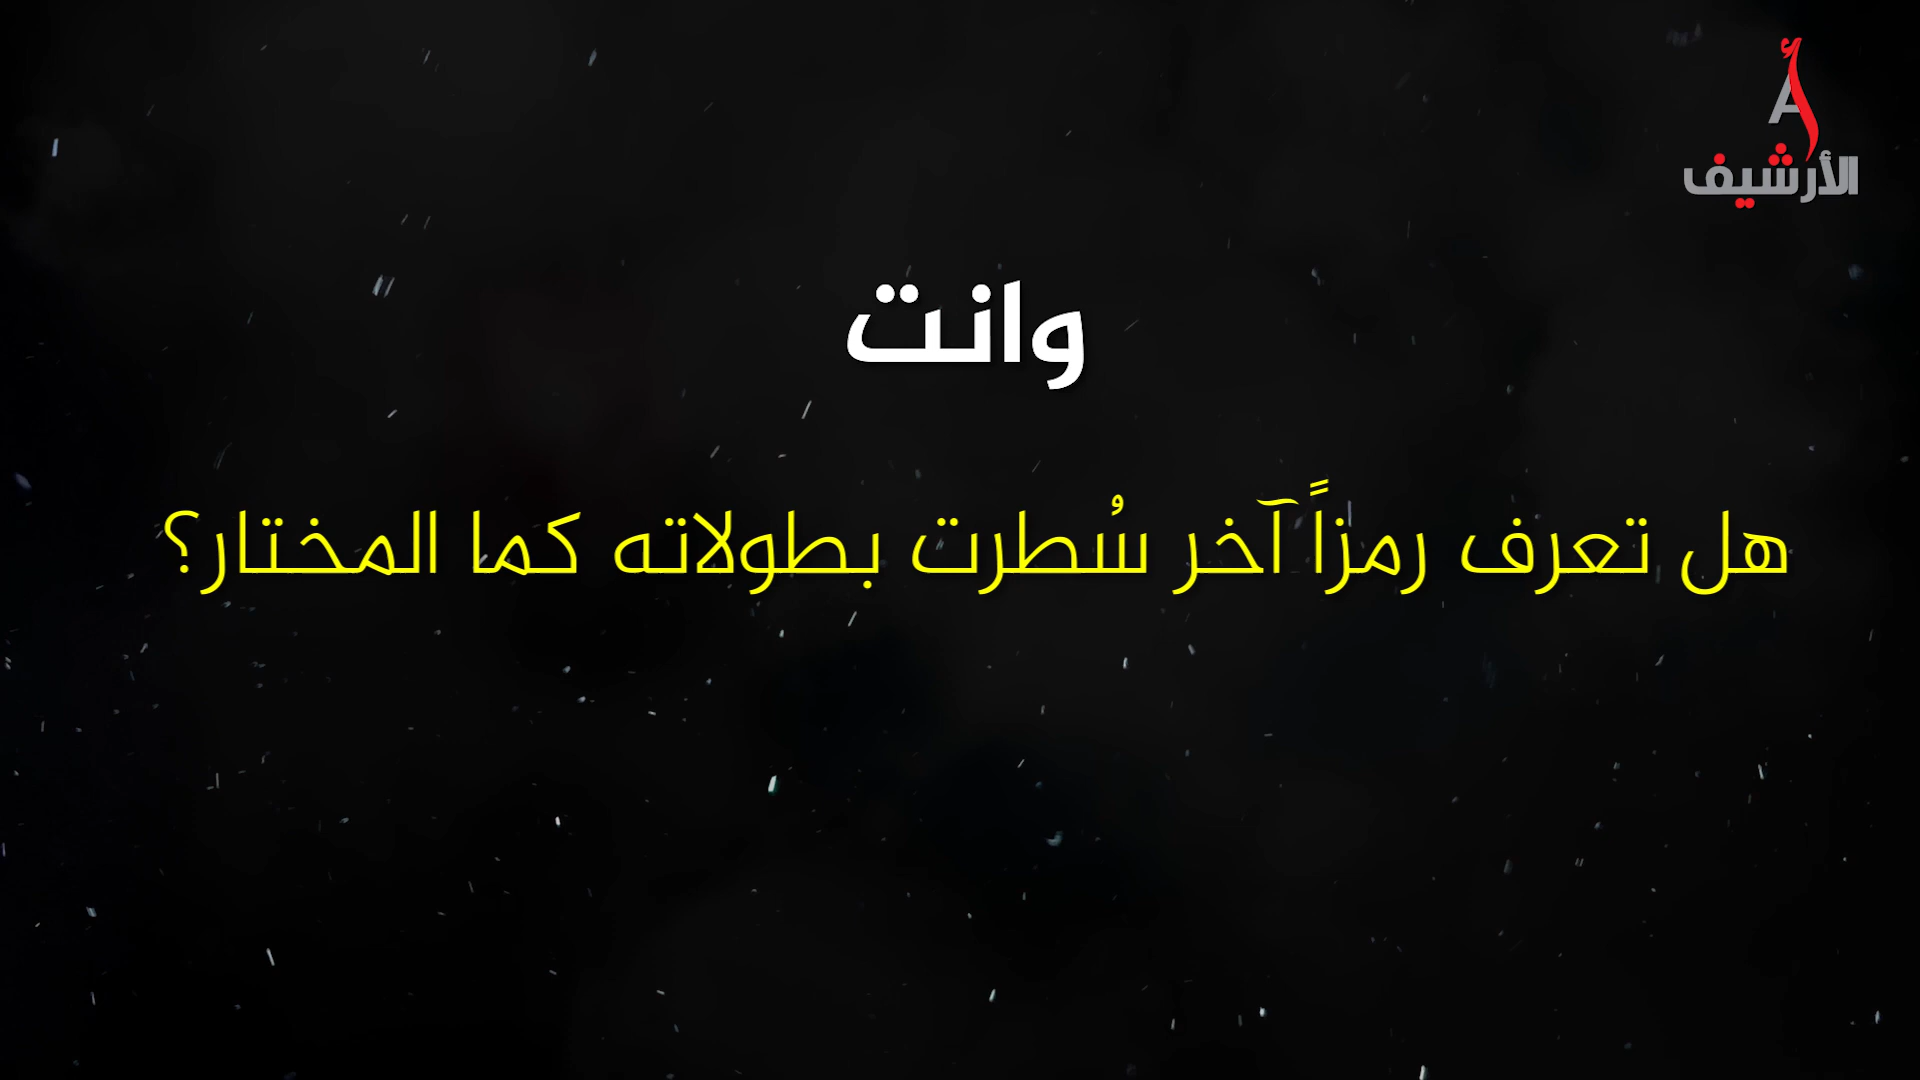 أ
A
الأرشيف
وانت
هل تعرف رمزاً آخر سُطرت بطولاته كما المختار؟